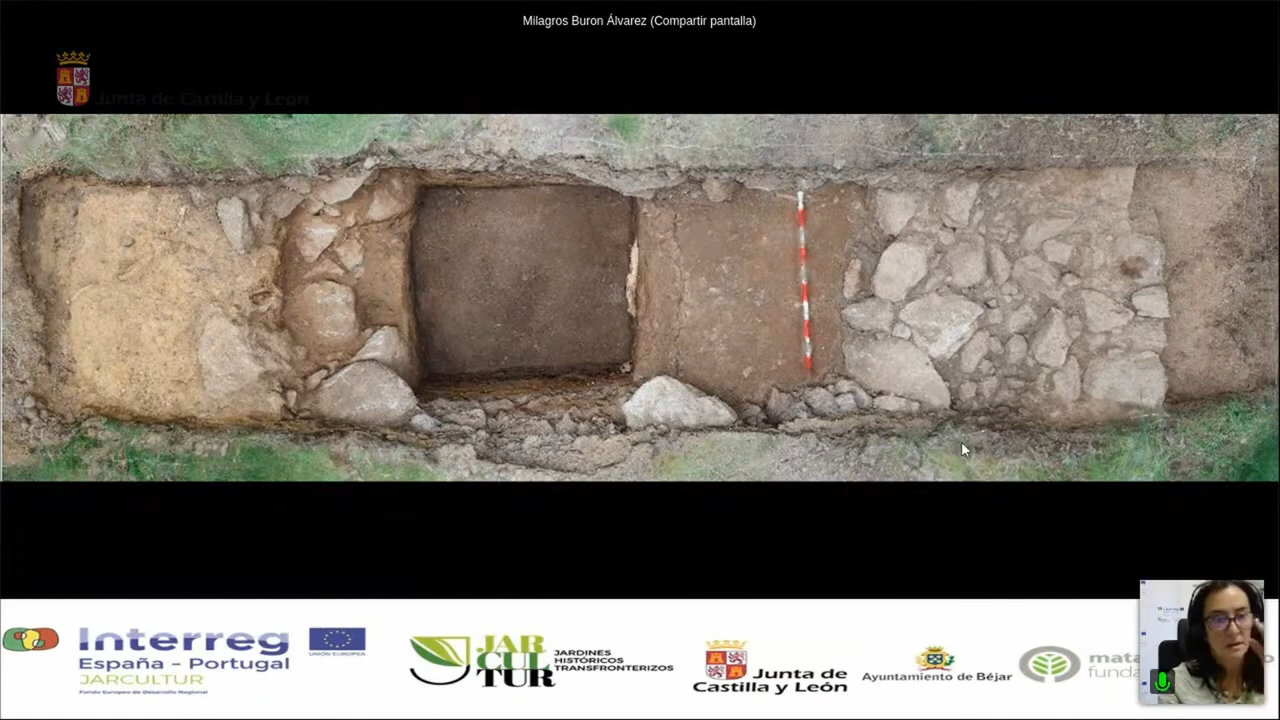 Milagros Buron Álvarez (Compartir pantalla)
Junta de Castilla y León
Interreg
España - Portugal
JARCULTUR
Fondo Europeo de Desarrollo Regional
UNIÓN EUROPEA
JAR
CUL
TUR
JARDINES
HISTÓRICOS
TRANSFRONTERIZOS
Junta de
Castilla y León
Ayuntamiento de Béjar